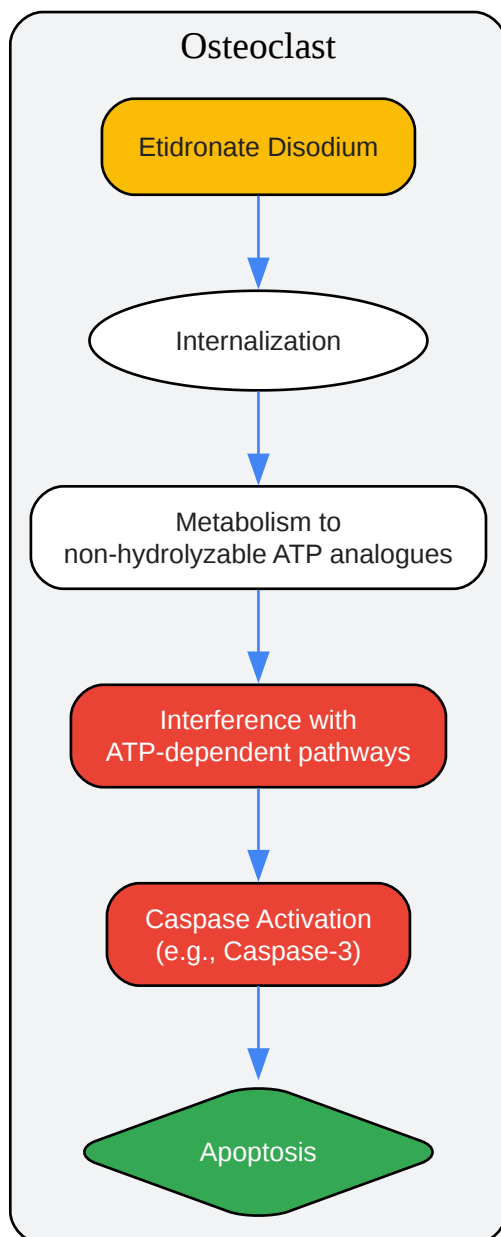 Osteoclast
Etidronate Disodium
Internalization
Metabolism to
non-hydrolyzable ATP analogues
Interference with
ATP-dependent pathways
Caspase Activation
(e.g., Caspase-3)
Apoptosis